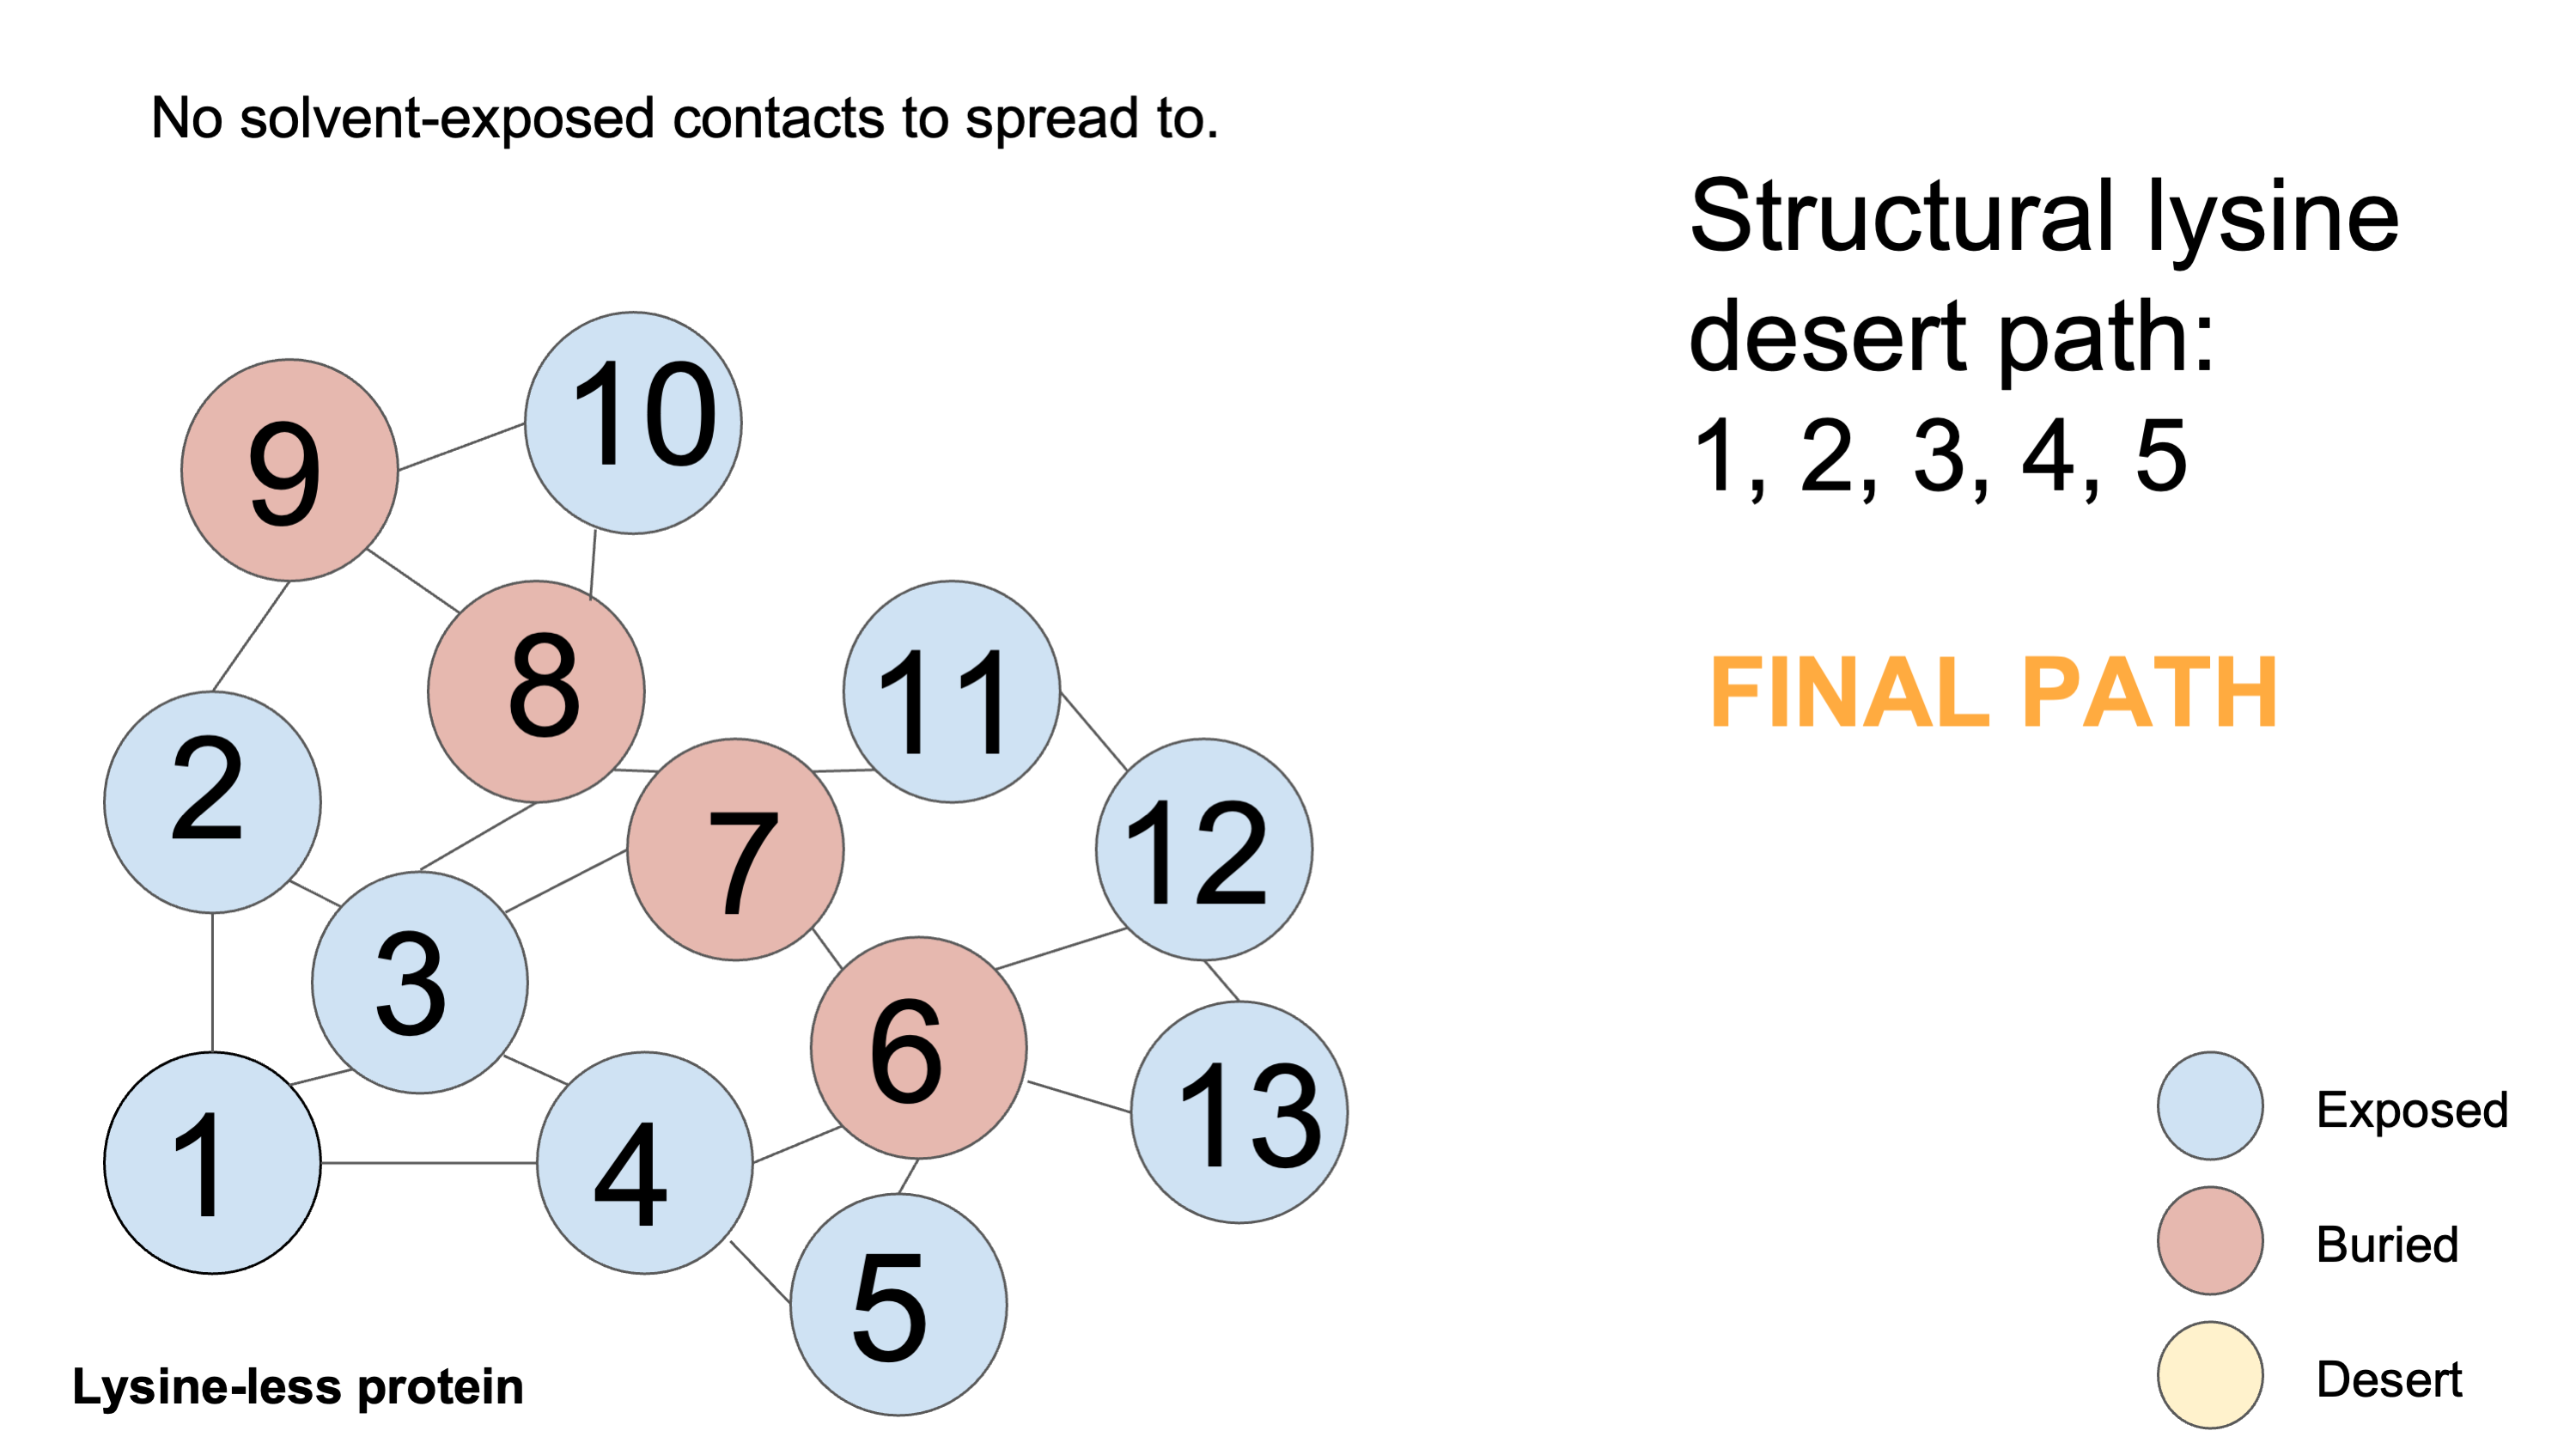 No solvent-exposed contacts to spread to.
Structural lysine
desert path:
1, 2, 3, 4, 5
FINAL PATH
10
9
8
11
2
7
12
3
6
13
1
4
5
Exposed
Buried
Desert
Lysine-less protein